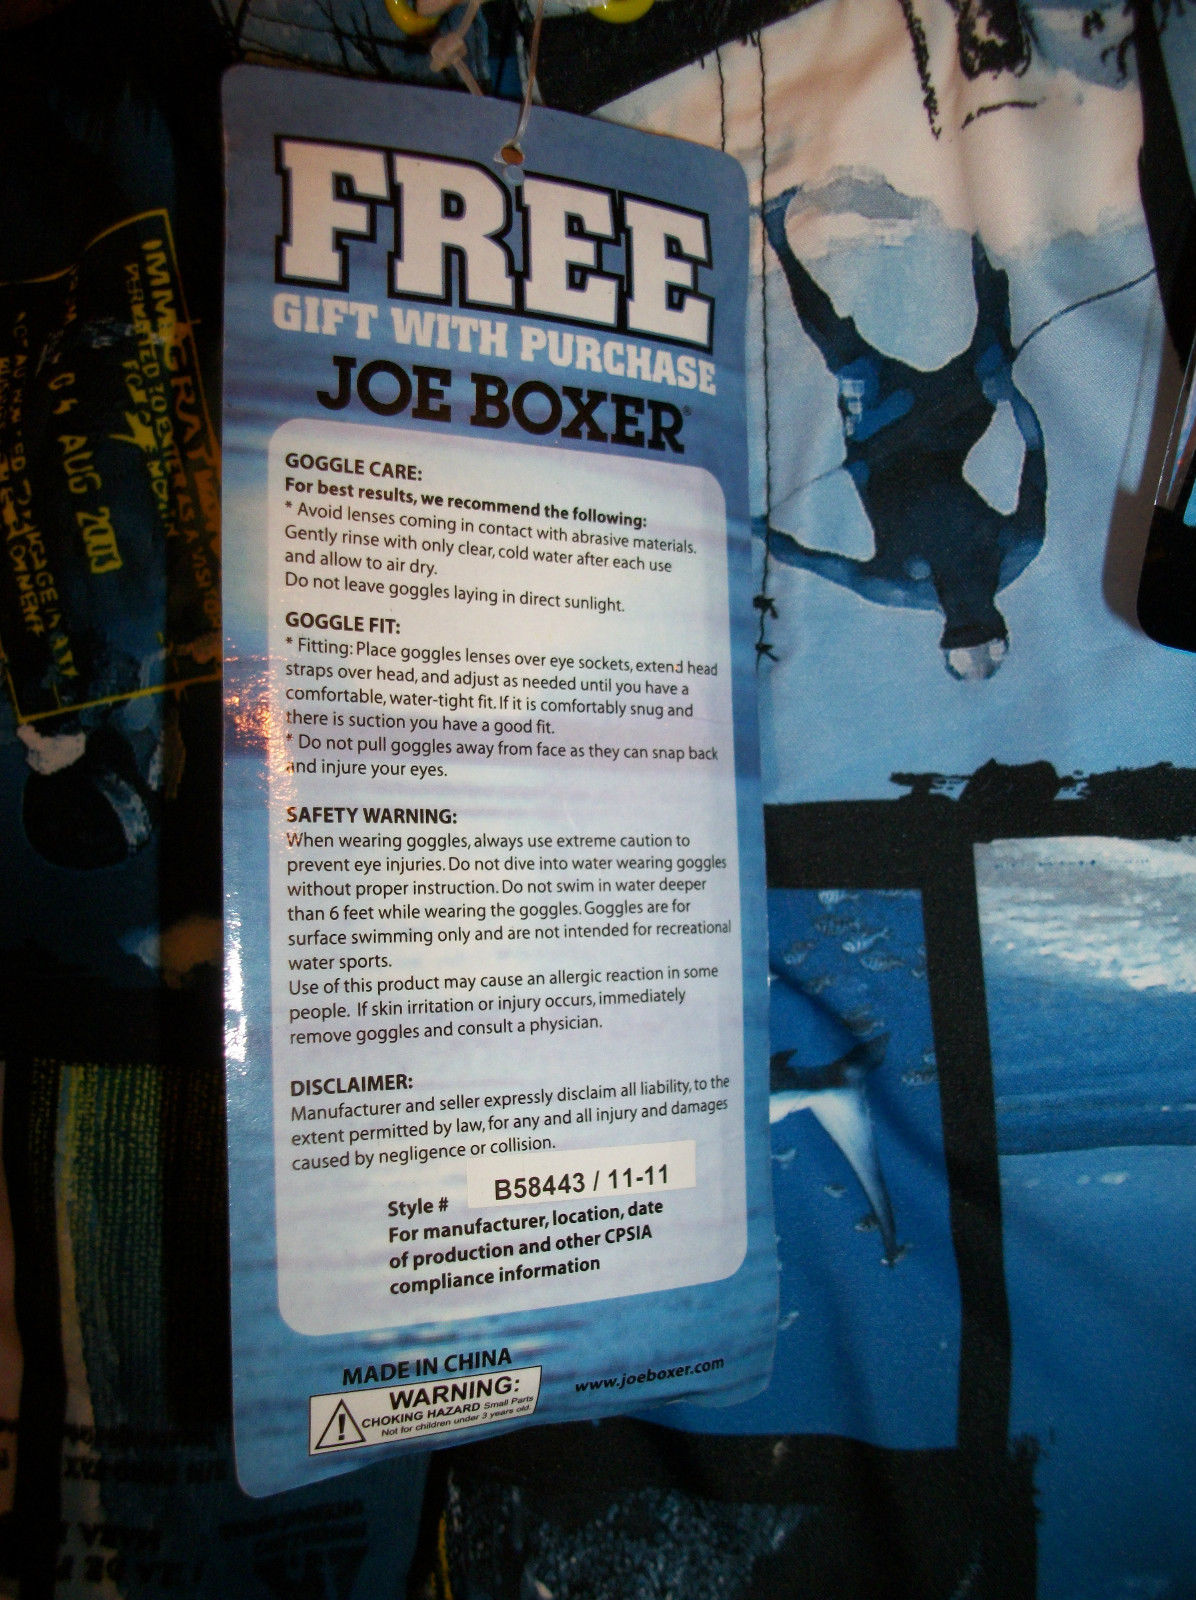 FREE
GIFT WITH PURCHASE
JOE BOXER®
GOGGLE CARE:
For best results, we recommend the following:
* Avoid lenses coming in contact with abrasive materials.
Gently rinse with only clear, cold water after each use
and allow to air dry.
Do not leave goggles laying in direct sunlight.
GOGGLE FIT:
* Fitting: Place goggles lenses over eye sockets, extend head
straps over head, and adjust as needed until you have a
comfortable, water-tight fit. If it is comfortably snug and
there is suction you have a good fit.
* Do not pull goggles away from face as they can snap back
and injure your eyes.
SAFETY WARNING:
When wearing goggles, always use extreme caution to
prevent eye injuries. Do not dive into water wearing goggles
without proper instruction. Do not swim in water deeper
than 6 feet while wearing the goggles. Goggles are for
surface swimming only and are not intended for recreational
water sports.
Use of this product may cause an allergic reaction in some
people. If skin irritation or injury occurs, immediately
remove goggles and consult a physician.
DISCLAIMER:
Manufacturer and seller expressly disclaim all liability, to the
extent permitted by law, for any and all injury and damages
caused by negligence or collision.
Style # B58443 / 11-11
For manufacturer, location, date
of production and other CPSIA
compliance information
MADE IN CHINA
WARNING:
CHOKING HAZARD Small Parts
Not for children under 3 years old.
www.joeboxer.com
IMMIGRATION
PERMITTED TO ENTER AS A VISITOR
04 AUG 2003